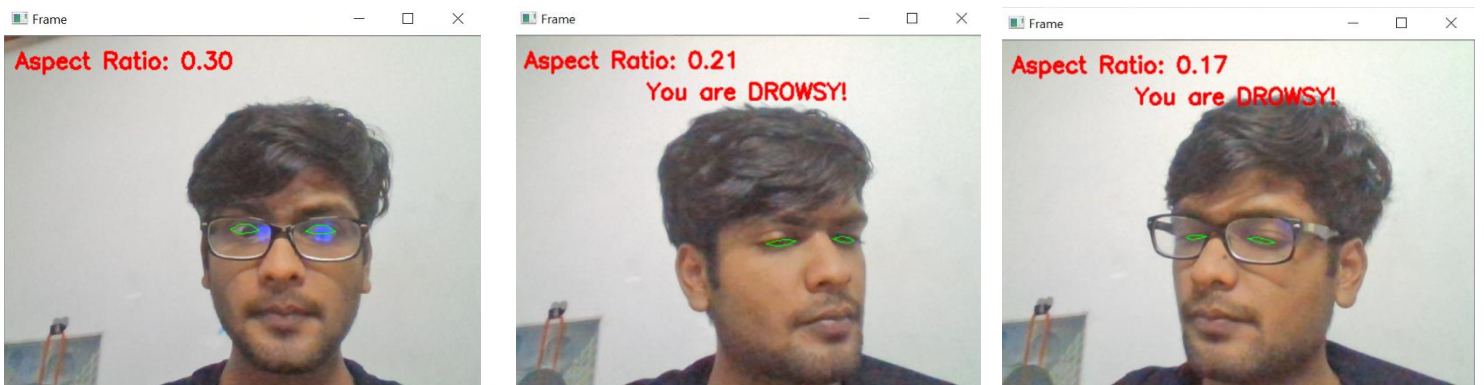 Frame
Aspect Ratio: 0.30
Frame
Aspect Ratio: 0.21
You are DROWSY!
Frame
Aspect Ratio: 0.17
You are DROWSY!